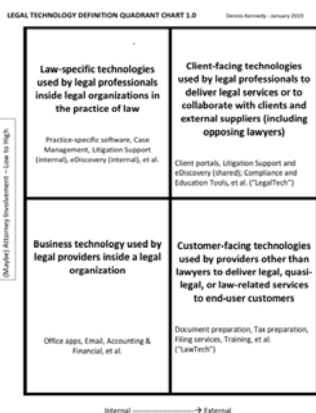 LEGAL TECHNOLOGY DEFINITION QUADRANT CHART 1.0
Dennis Kennedy - January 2019
Law-specific technologies
used by legal professionals
inside legal organizations in
the practice of law
Practice-specific software, Case
Management, Litigation Support
(internal), eDiscovery (internal), et al.
Client-facing technologies
used by legal professionals to
deliver legal services or to
collaborate with clients and
external suppliers (including
opposing lawyers)
Client portals, Litigation Support and
eDiscovery (shared); Compliance and
Education Tools, et al. ("LegalTech")
(Maybe) Attorney Involvement – Low to High
Business technology used by
legal providers inside a legal
organization
Office apps, Email, Accounting &
Financial, et al.
Customer-facing technologies
used by providers other than
lawyers to deliver legal, quasi-
legal, or law-related services
to end-user customers
Document preparation, Tax preparation,
Filing services, Training, et al.
("LawTech")
Internal ----------------------→ External